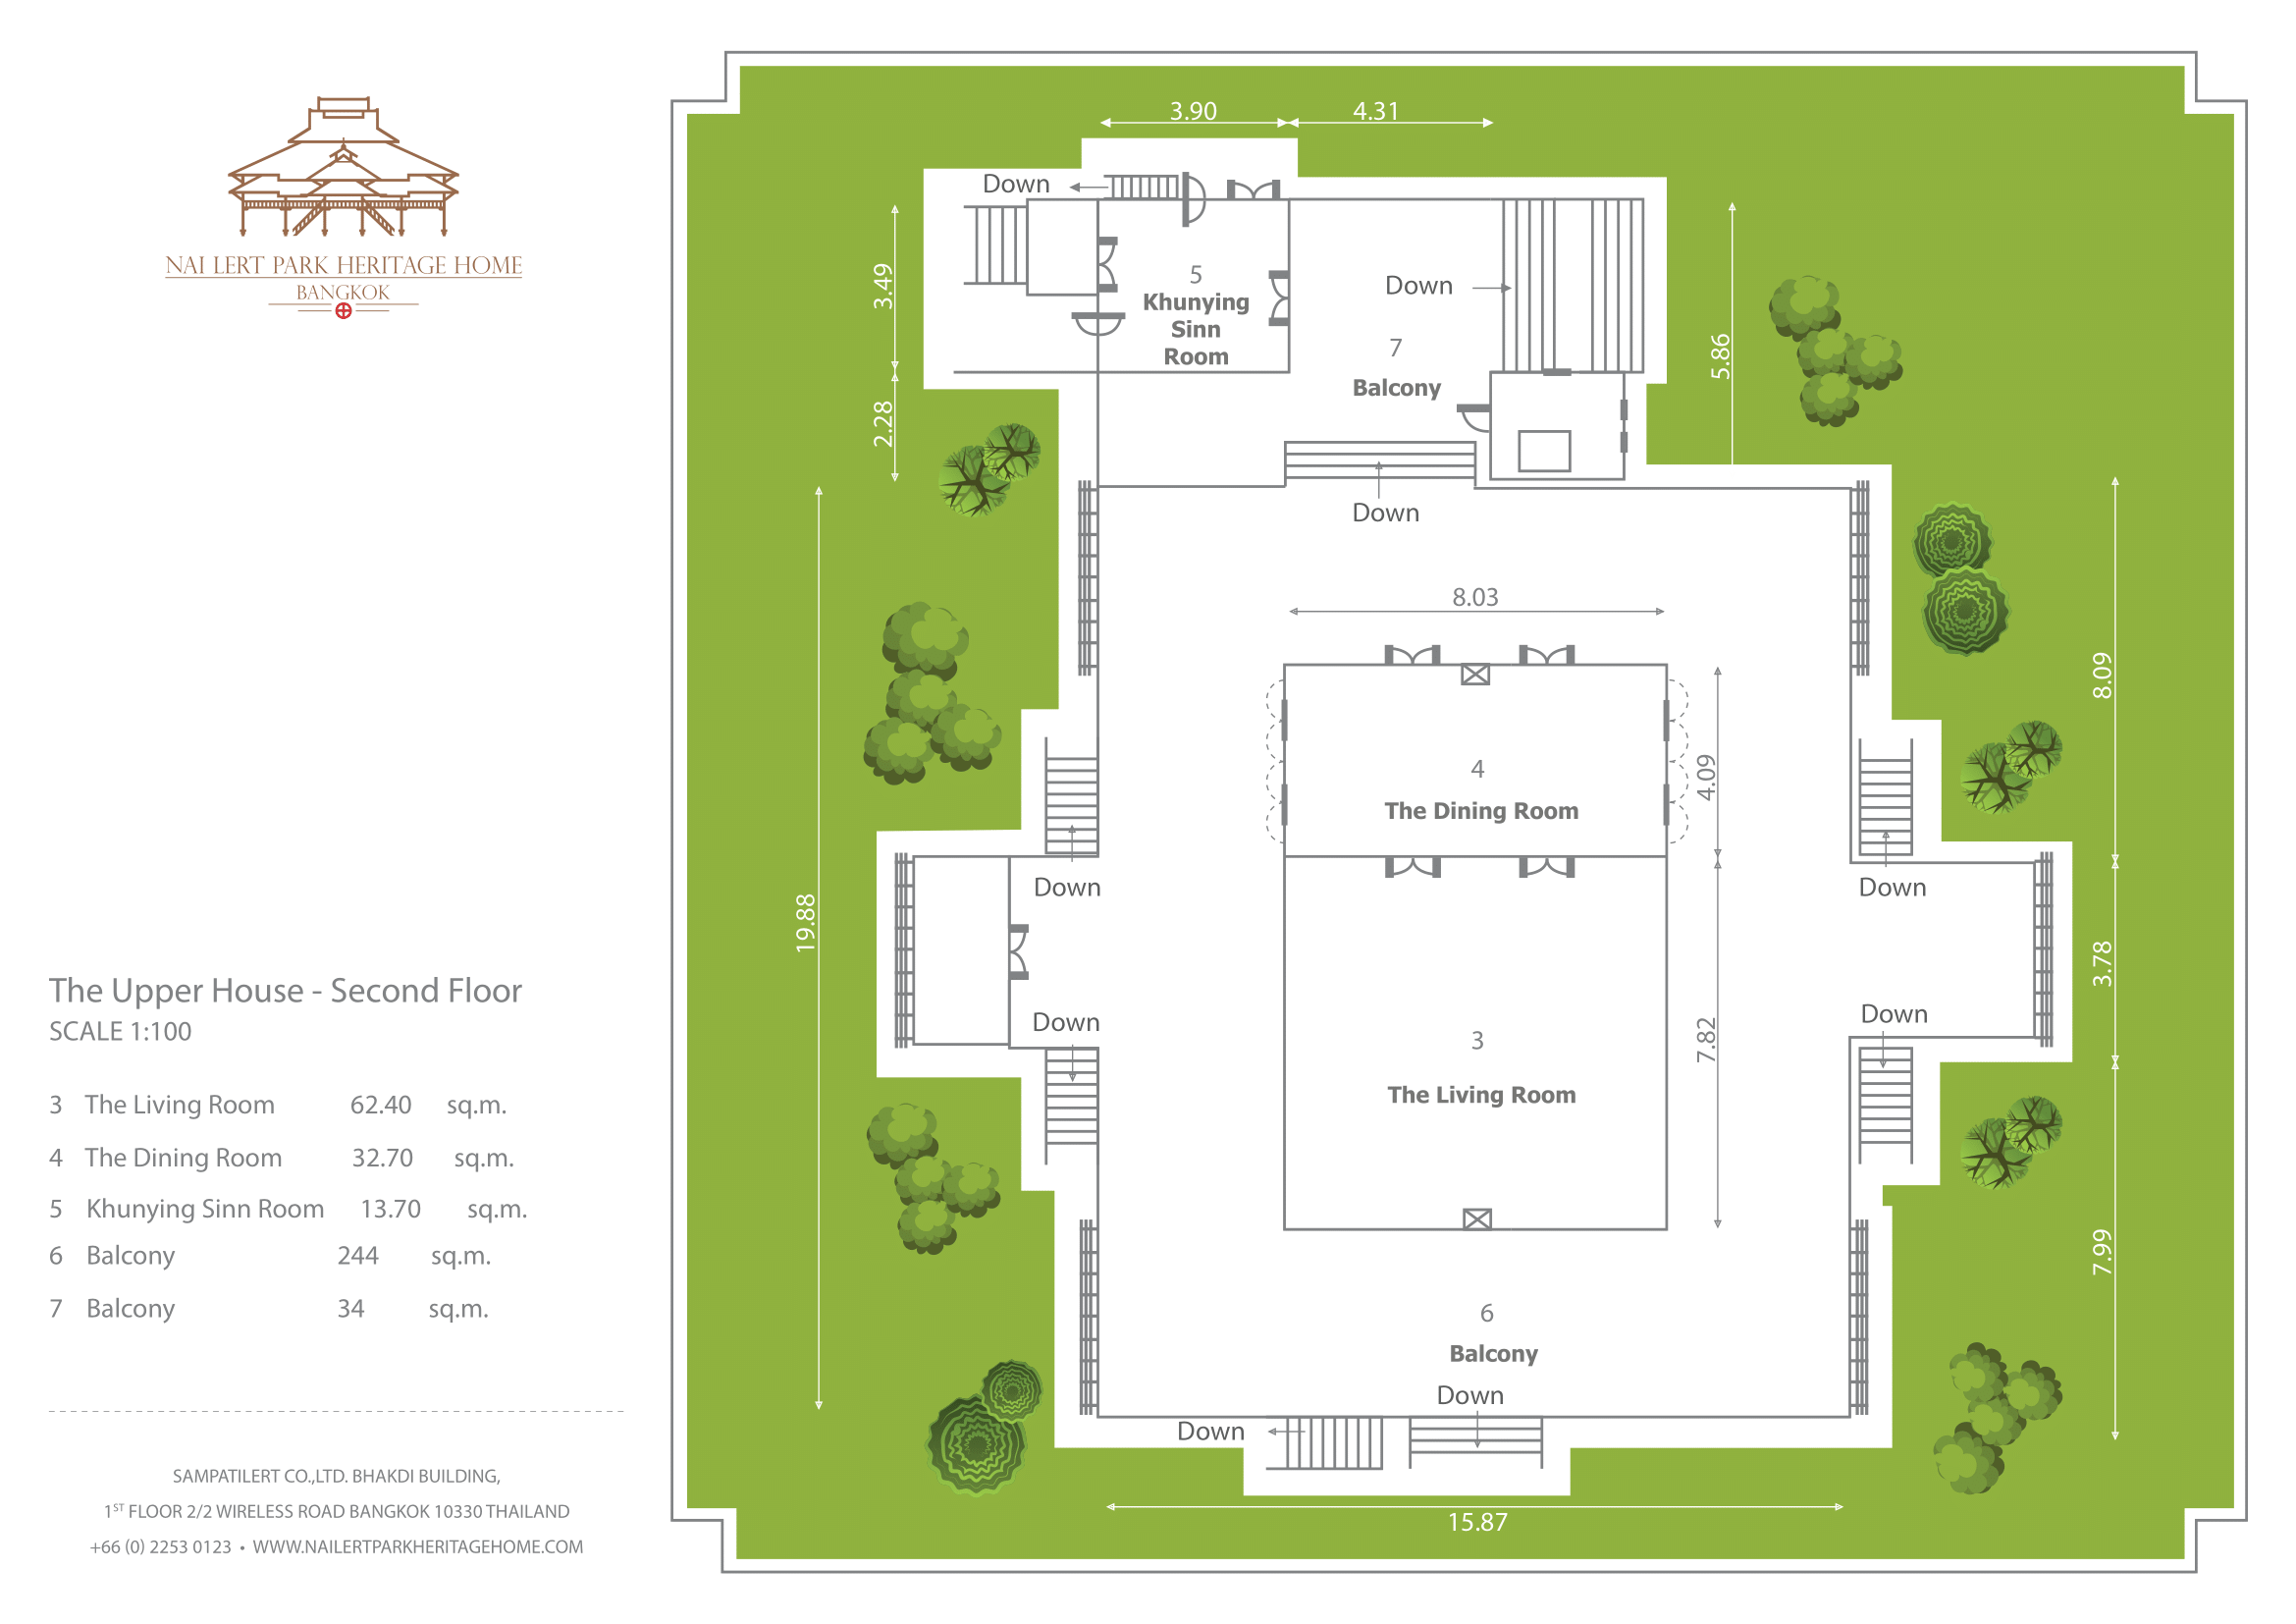 NAI LERT PARK HERITAGE HOME
BANGKOK
The Upper House - Second Floor
SCALE 1:100
3 The Living Room 62.40 sq.m.
4 The Dining Room 32.70 sq.m.
5 Khunying Sinn Room 13.70 sq.m.
6 Balcony 244 sq.m.
7 Balcony 34 sq.m.
SAMPATILERT CO.,LTD. BHAKDI BUILDING,
1ST FLOOR 2/2 WIRELESS ROAD BANGKOK 10330 THAILAND
+66 (0) 2253 0123 • WWW.NAILERTPARKHERITAGEHOME.COM
3.90
4.31
Down
3.49
5
Khunying
Sinn
Room
Down
7
Balcony
5.86
2.28
Down
8.03
8.09
4
The Dining Room
4.09
19.88
Down
Down
3.78
Down
Down
3
The Living Room
7.82
7.99
6
Balcony
Down
Down
15.87